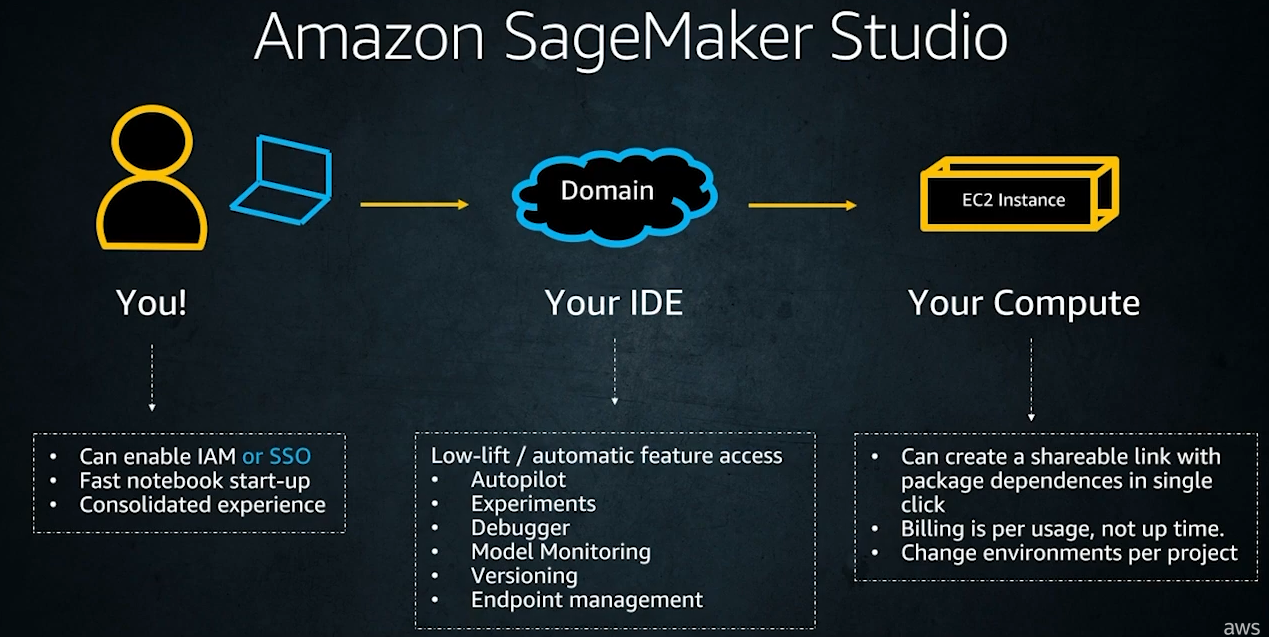 Amazon SageMaker Studio
Domain
EC2 Instance
You!
Your IDE
Your Compute
• Can enable IAM or SSO
• Fast notebook start-up
• Consolidated experience
Low-lift / automatic feature access
• Autopilot
• Experiments
• Debugger
• Model Monitoring
• Versioning
• Endpoint management
• Can create a shareable link with
package dependences in single
click
• Billing is per usage, not up time.
• Change environments per project
aws